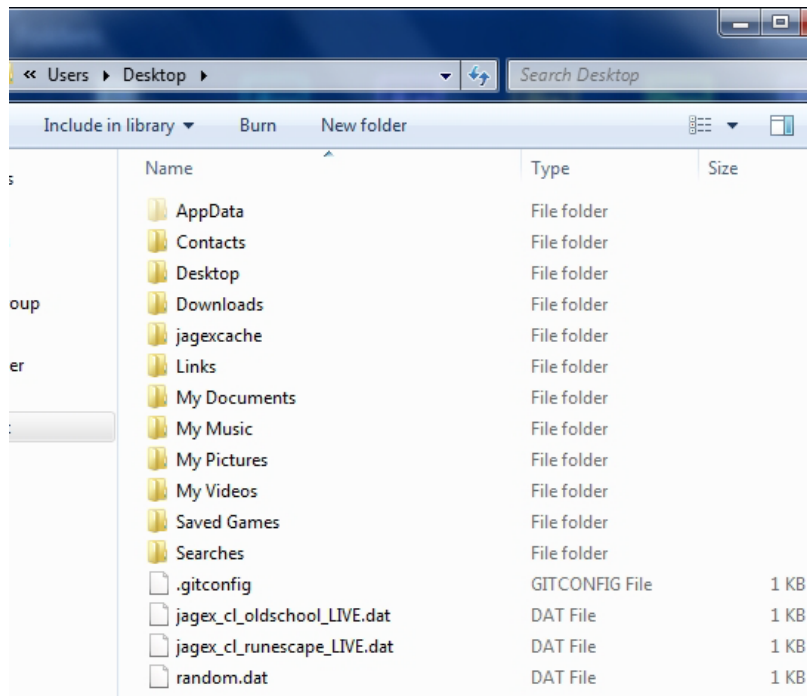 « Users Desktop Search Desktop
Include in library Burn New folder
Name Type Size
AppData File folder
Contacts File folder
Desktop File folder
oup Downloads File folder
jagexcache File folder
er Links File folder
My Documents File folder
My Music File folder
My Pictures File folder
My Videos File folder
Saved Games File folder
Searches File folder
.gitconfig GITCONFIG File 1 KB
jagex_cl_oldschool_LIVE.dat DAT File 1 KB
jagex_cl_runescape_LIVE.dat DAT File 1 KB
random.dat DAT File 1 KB